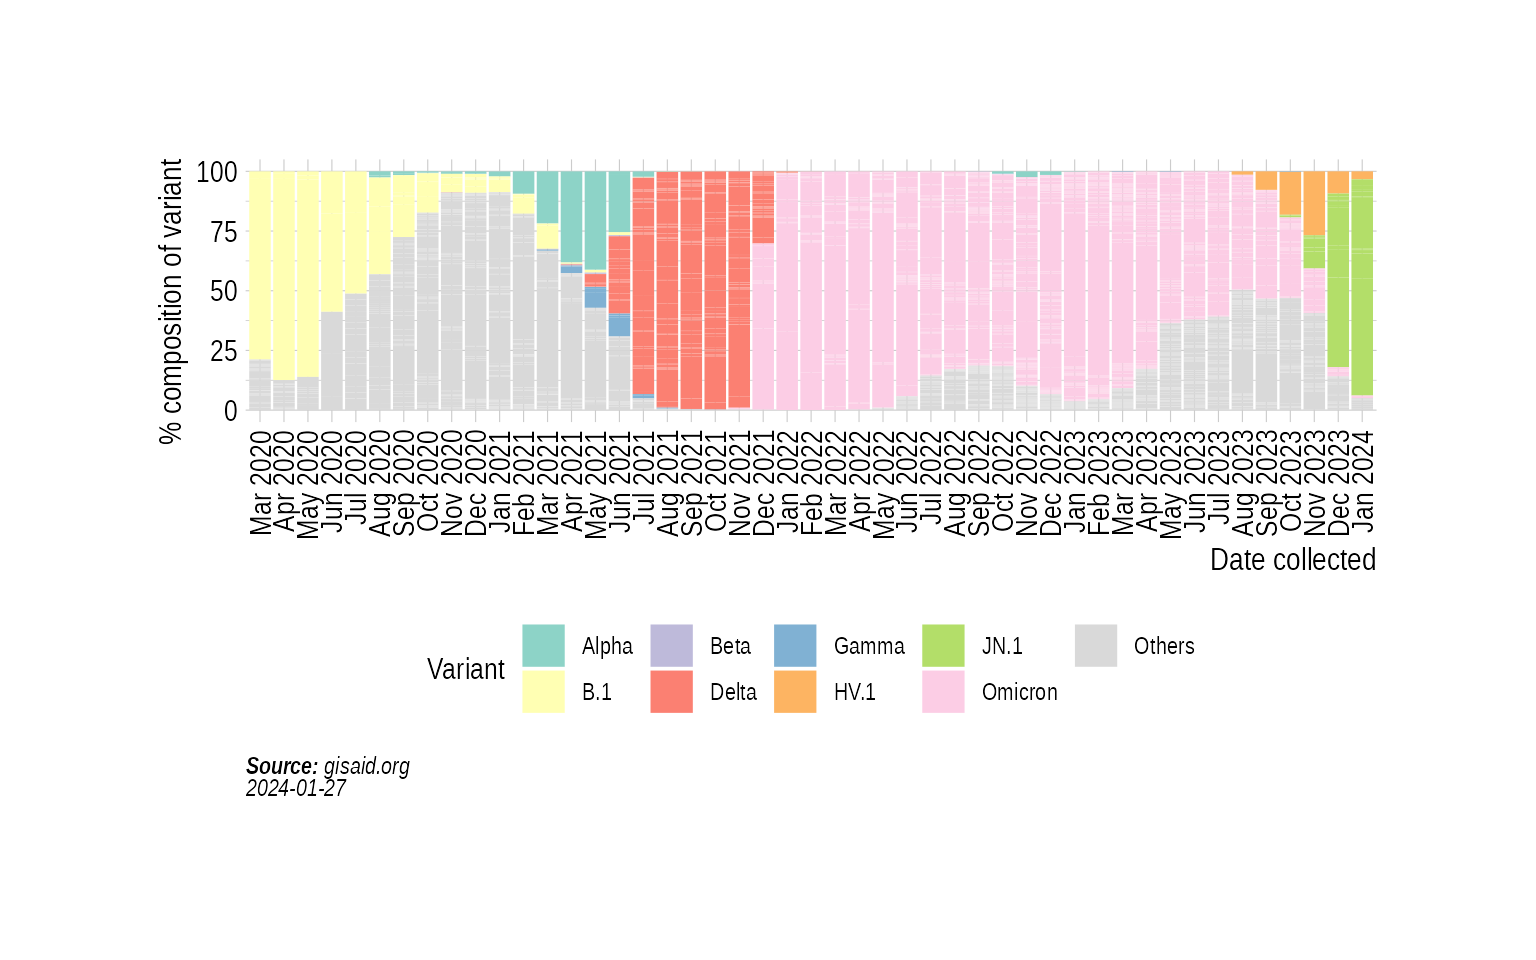 % composition of variant
100
75
50
25
0
Mar 2020
Apr 2020
May 2020
Jun 2020
Jul 2020
Aug 2020
Sep 2020
Oct 2020
Nov 2020
Dec 2020
Jan 2021
Feb 2021
Mar 2021
Apr 2021
May 2021
Jun 2021
Jul 2021
Aug 2021
Sep 2021
Oct 2021
Nov 2021
Dec 2021
Jan 2022
Feb 2022
Mar 2022
Apr 2022
May 2022
Jun 2022
Jul 2022
Aug 2022
Sep 2022
Oct 2022
Nov 2022
Dec 2022
Jan 2023
Feb 2023
Mar 2023
Apr 2023
May 2023
Jun 2023
Jul 2023
Aug 2023
Sep 2023
Oct 2023
Nov 2023
Dec 2023
Jan 2024
Date collected
Variant
Alpha
B.1
Beta
Delta
Gamma
HV.1
JN.1
Omicron
Others
Source: gisaid.org
2024-01-27